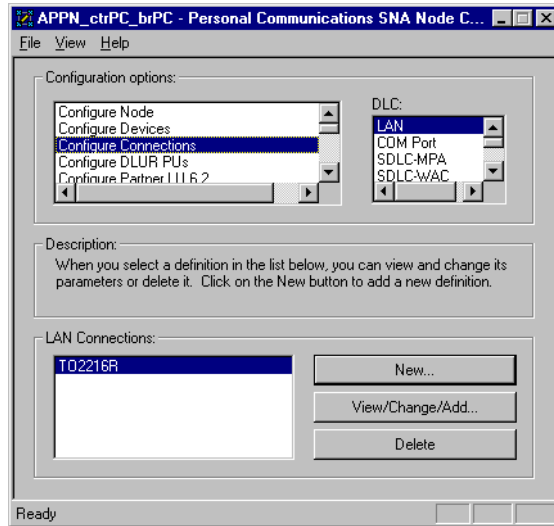 APPN_ctrPC_brPC - Personal Communications SNA Node C...
File View Help
Configuration options:
Configure Node
Configure Devices
Configure Connections
Configure DLUR PUs
Configure Partner LU 6.2
DLC:
LAN
COM Port
SDLC-MPA
SDLC-WAC
Description:
When you select a definition in the list below, you can view and change its
parameters or delete it. Click on the New button to add a new definition.
LAN Connections:
TO2216R
New...
View/Change/Add...
Delete
Ready